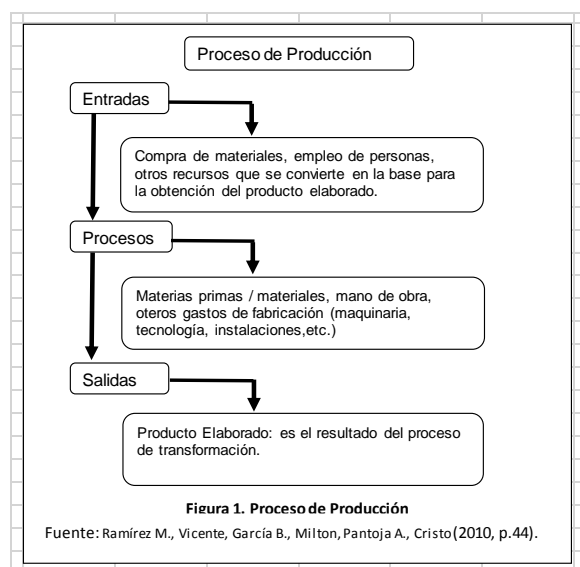 Proceso de Producción
Entradas
Compra de materiales, empleo de personas,
otros recursos que se convierte en la base para
la obtención del producto elaborado.
Procesos
Materias primas / materiales, mano de obra,
oteros gastos de fabricación (maquinaria,
tecnología, instalaciones,etc.)
Salidas
Producto Elaborado: es el resultado del proceso
de transformación.
Figura 1. Proceso de Producción
Fuente: Ramírez M., Vicente, García B., Milton, Pantoja A., Cristo(2010, p.44).